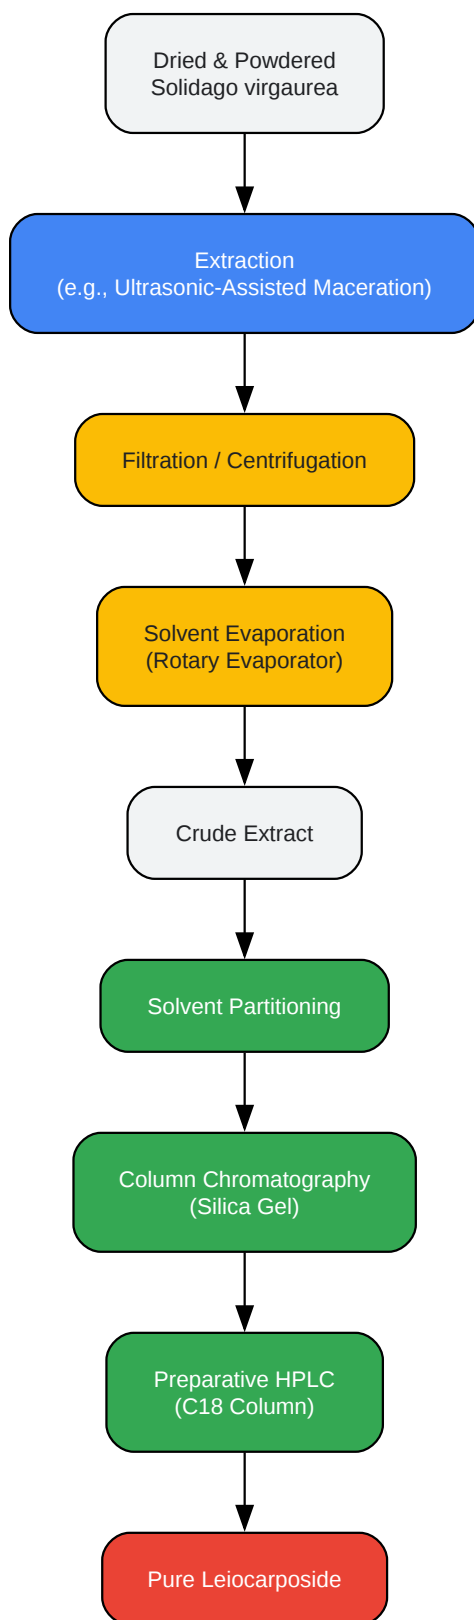 Dried & Powdered
Solidago virgaurea
Extraction
(e.g., Ultrasonic-Assisted Maceration)
Filtration / Centrifugation
Solvent Evaporation
(Rotary Evaporator)
Crude Extract
Solvent Partitioning
Column Chromatography
(Silica Gel)
Preparative HPLC
(C18 Column)
Pure Leiocarposide